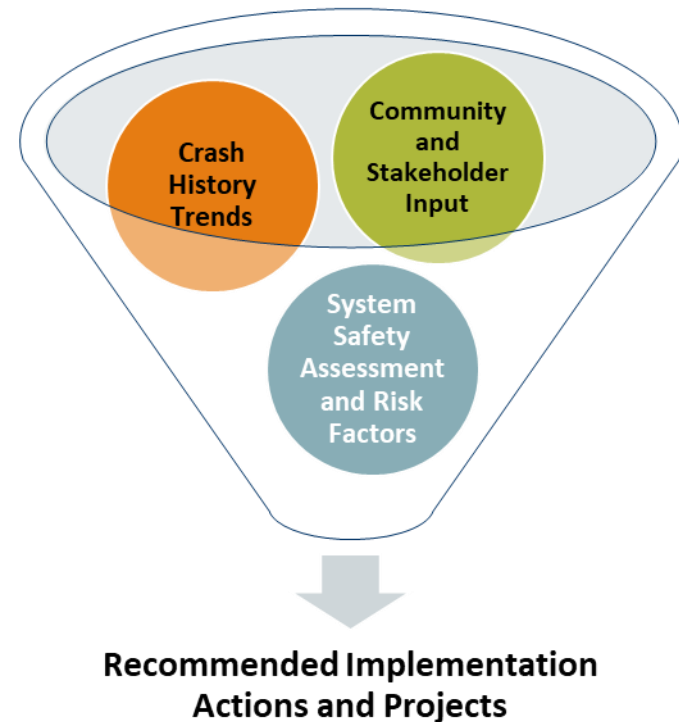 Crash
History
Trends
Community
and
Stakeholder
Input
System
Safety
Assessment
and Risk
Factors
Recommended Implementation
Actions and Projects